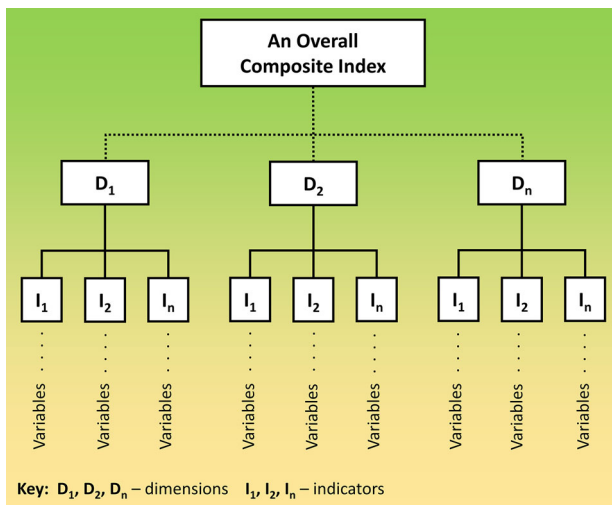 An Overall
Composite Index
D₁ D₂ Dₙ
I₁ I₂ Iₙ I₁ I₂ Iₙ I₁ I₂ Iₙ
Variables Variables Variables Variables Variables Variables Variables Variables Variables
Key: D₁, D₂, Dₙ – dimensions I₁, I₂, Iₙ – indicators